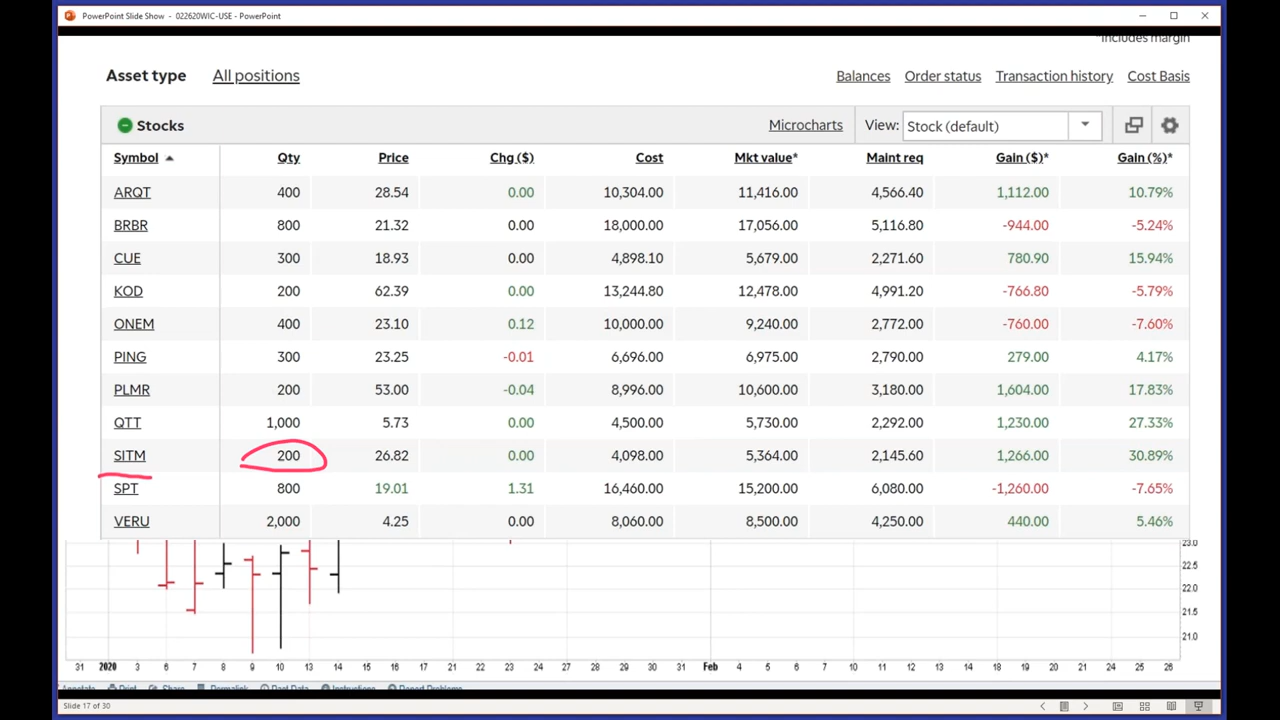 PowerPoint Slide Show - 022620WIC-USE - PowerPoint
*includes margin
Asset type All positions Balances Order status Transaction history Cost Basis
Stocks Microcharts View: Stock (default)
Symbol Qty Price Chg ($) Cost Mkt value* Maint req Gain ($)* Gain (%)*
ARQT 400 28.54 0.00 10,304.00 11,416.00 4,566.40 1,112.00 10.79%
BRBR 800 21.32 0.00 18,000.00 17,056.00 5,116.80 -944.00 -5.24%
CUE 300 18.93 0.00 4,898.10 5,679.00 2,271.60 780.90 15.94%
KOD 200 62.39 0.00 13,244.80 12,478.00 4,991.20 -766.80 -5.79%
ONEM 400 23.10 0.12 10,000.00 9,240.00 2,772.00 -760.00 -7.60%
PING 300 23.25 -0.01 6,696.00 6,975.00 2,790.00 279.00 4.17%
PLMR 200 53.00 -0.04 8,996.00 10,600.00 3,180.00 1,604.00 17.83%
QTT 1,000 5.73 0.00 4,500.00 5,730.00 2,292.00 1,230.00 27.33%
SITM 200 26.82 0.00 4,098.00 5,364.00 2,145.60 1,266.00 30.89%
SPT 800 19.01 1.31 16,460.00 15,200.00 6,080.00 -1,260.00 -7.65%
VERU 2,000 4.25 0.00 8,060.00 8,500.00 4,250.00 440.00 5.46%
23.0
22.5
22.0
21.5
21.0
31 2020 3 6 7 8 9 10 13 14 15 16 17 21 22 23 24 27 28 29 30 31 Feb 4 5 6 7 10 11 12 13 14 18 19 20 21 24 25 26
Annotate Print Share Permalink Past Data Instructions Report Problems
Slide 17 of 30